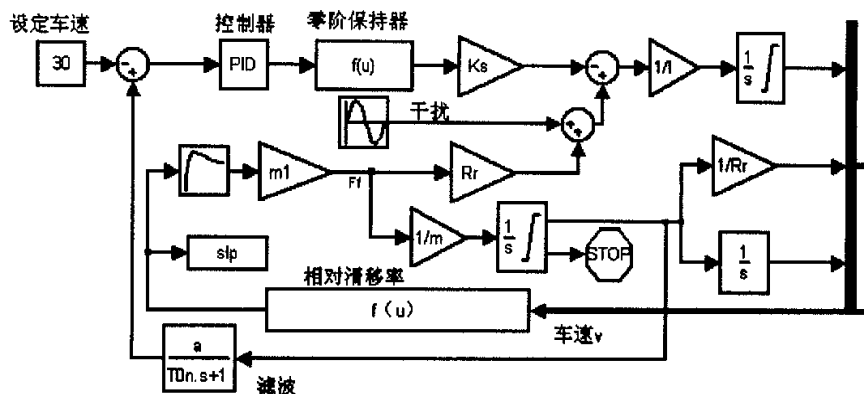 设定车速
控制器
零阶保持器
30
PID
f(u)
Ks
1/I
1
s
干扰
m1
Ff
Rr
1/Rr
1/m
1
s
STOP
1
s
slp
相对滑移率
f（u）
车速v
a
T0n.s+1
滤波